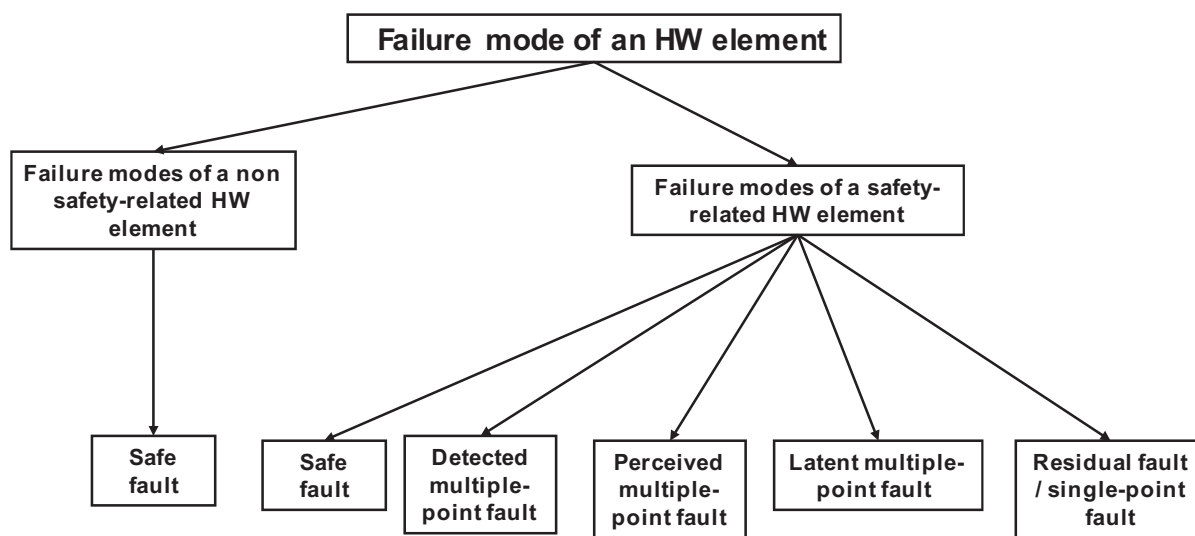 Failure mode of an HW element
Failure modes of a non
safety-related HW
element
Failure modes of a safety-
related HW element
Safe
fault
Safe
fault
Detected
multiple-
point fault
Perceived
multiple-
point fault
Latent multiple-
point fault
Residual fault
/ single-point
fault